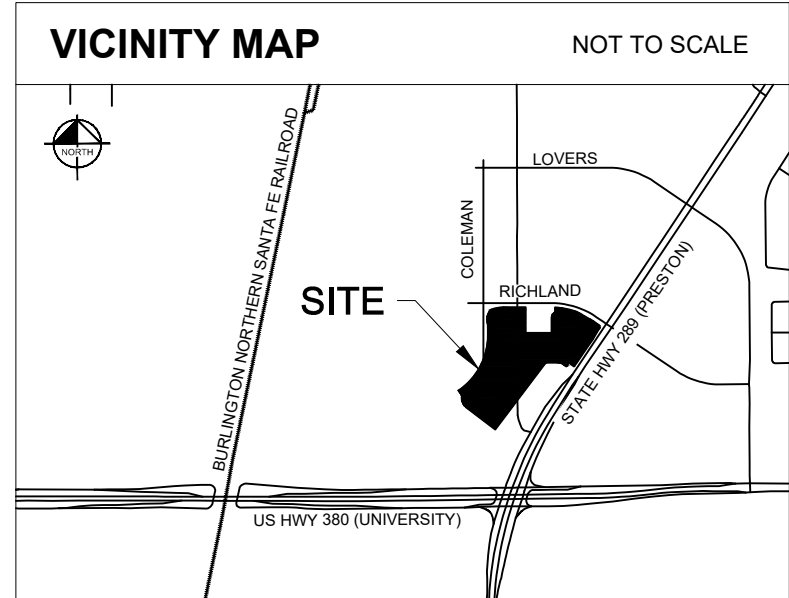 VICINITY MAP
NOT TO SCALE
NORTH
BURLINGTON NORTHERN SANTA FE RAILROAD
LOVERS
COLEMAN
RICHLAND
SITE
STATE HWY 289 (PRESTON)
US HWY 380 (UNIVERSITY)